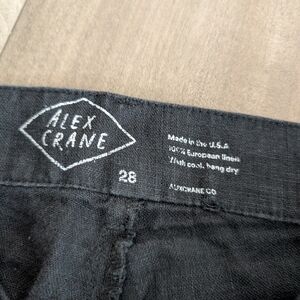 ALEX
CRANE
28
Made in the U.S.A
100% European linen
Wash cool, hang dry
ALEXCRANE.CO